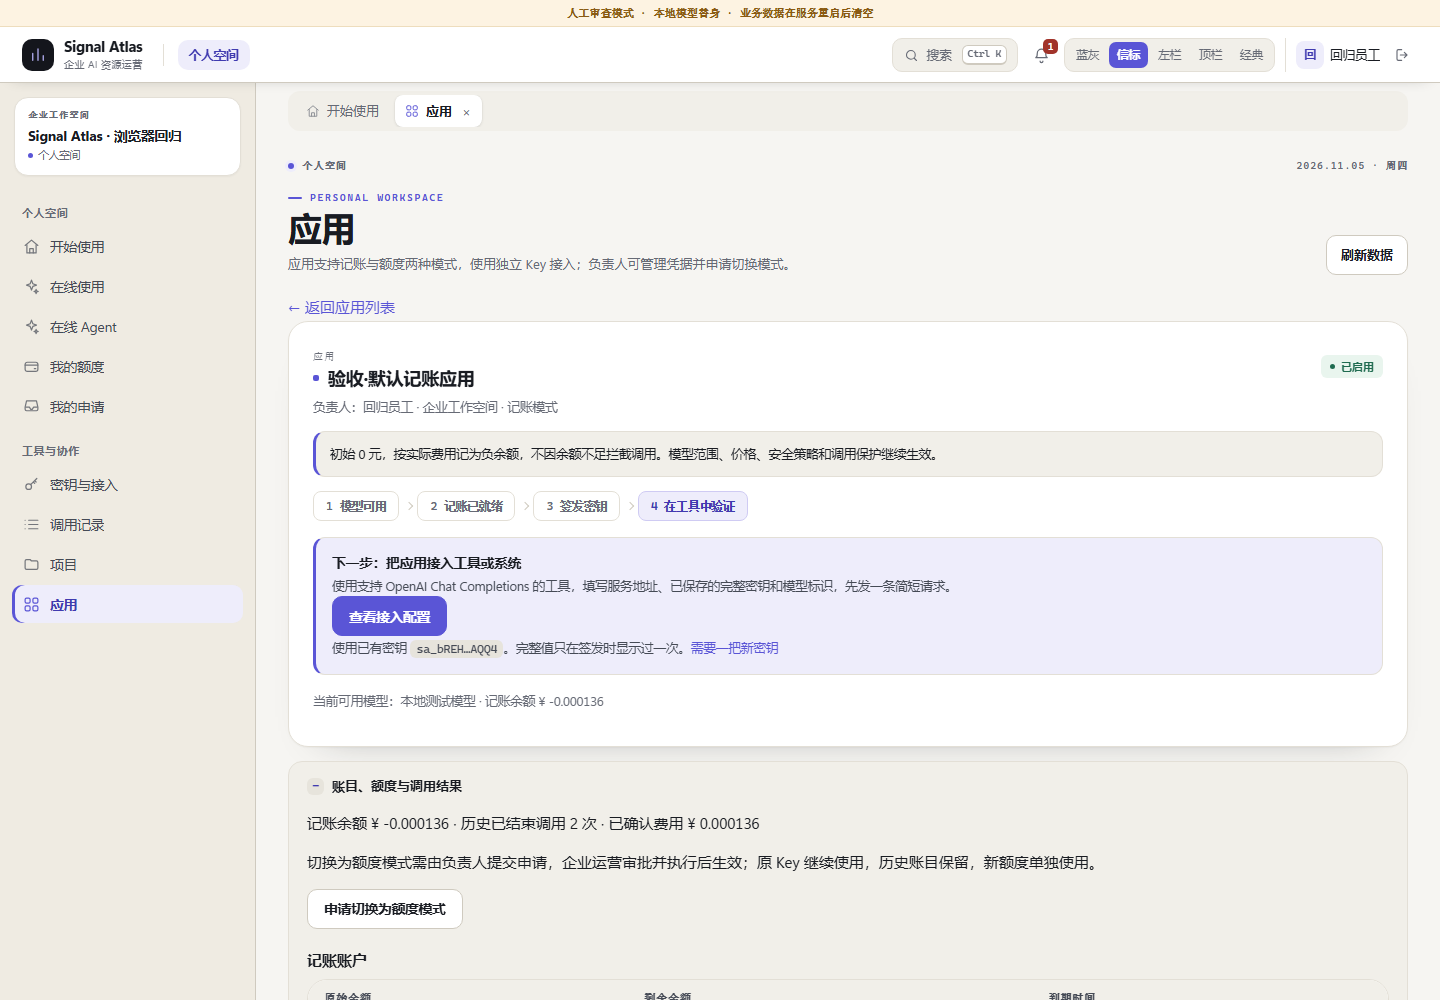 人工审查模式 · 本地模型替身 · 业务数据在服务重启后清空
Signal Atlas
企业 AI 资源运营
个人空间
搜索 Ctrl K
1
蓝灰 信标 左栏 顶栏 经典
回 回归员工
企业工作空间
Signal Atlas · 浏览器回归
个人空间
个人空间
开始使用
在线使用
在线 Agent
我的额度
我的申请
工具与协作
密钥与接入
调用记录
项目
应用
开始使用 应用 ×
个人空间
2026.11.05 · 周四
PERSONAL WORKSPACE
应用
应用支持记账与额度两种模式，使用独立 Key 接入；负责人可管理凭据并申请切换模式。
刷新数据
← 返回应用列表
应用
验收·默认记账应用
已启用
负责人：回归员工 · 企业工作空间 · 记账模式
初始 0 元，按实际费用记为负余额，不因余额不足拦截调用。模型范围、价格、安全策略和调用保护继续生效。
1 模型可用 2 记账已就绪 3 签发密钥 4 在工具中验证
下一步：把应用接入工具或系统
使用支持 OpenAI Chat Completions 的工具，填写服务地址、已保存的完整密钥和模型标识，先发一条简短请求。
查看接入配置
使用已有密钥 sa_bREH…AQQ4 。完整值只在签发时显示过一次。需要一把新密钥
当前可用模型：本地测试模型 · 记账余额 ¥ -0.000136
− 账目、额度与调用结果
记账余额 ¥ -0.000136 · 历史已结束调用 2 次 · 已确认费用 ¥ 0.000136
切换为额度模式需由负责人提交申请，企业运营审批并执行后生效；原 Key 继续使用，历史账目保留，新额度单独使用。
申请切换为额度模式
记账账户
原始金额 剩余金额 到期时间